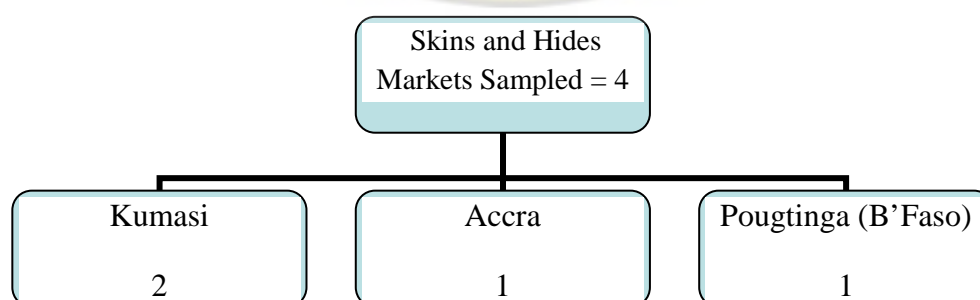 Skins and Hides
Markets Sampled = 4
Kumasi
2
Accra
1
Pougtinga (B’Faso)
1